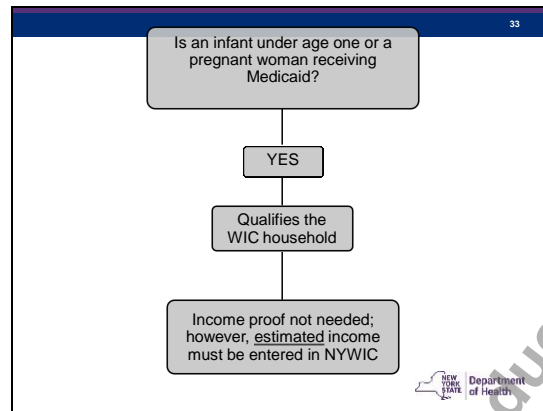 33
Is an infant under age one or a
pregnant woman receiving
Medicaid?
YES
Qualifies the
WIC household
Income proof not needed;
however, estimated income
must be entered in NYWIC
NEW
YORK
STATE
Department
of Health